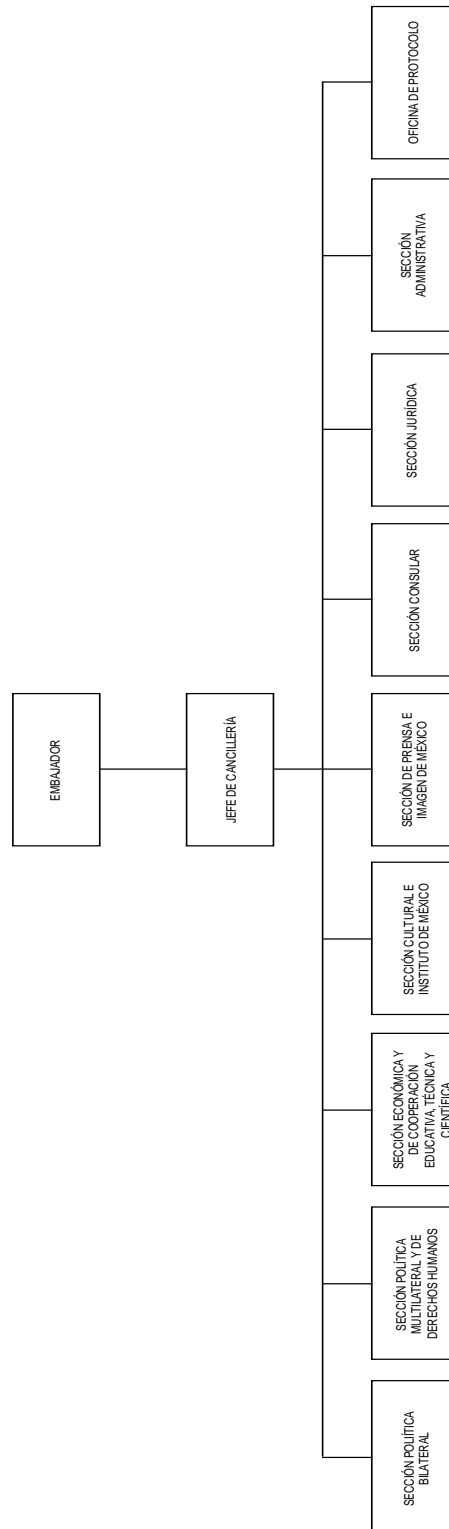 EMBAJADOR
JEFE DE CANCILLERÍA
SECCIÓN POLÍTICA
BILATERAL
SECCIÓN POLÍTICA
MULTILATERAL Y DE
DERECHOS HUMANOS
SECCIÓN ECONÓMICA Y
DE COOPERACIÓN
EDUCATIVA, TÉCNICA Y
CIENTÍFICA
SECCIÓN CULTURAL E
INSTITUTO DE MÉXICO
SECCIÓN DE PRENSA E
IMAGEN DE MÉXICO
SECCIÓN CONSULAR
SECCIÓN JURÍDICA
SECCIÓN
ADMINISTRATIVA
OFICINA DE PROTOCOLO